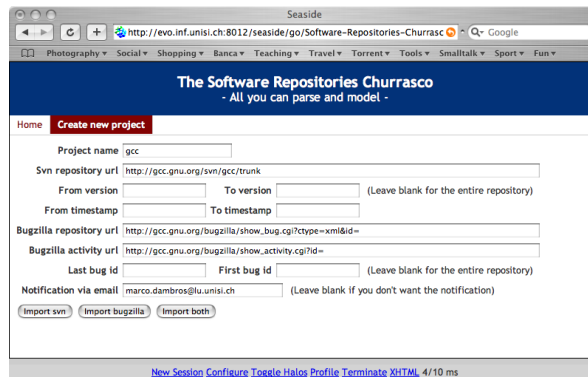 Seaside
http://evo.inf.unisi.ch:8012/seaside/go/Software-Repositories-Churrasc Google
Photography Social Shopping Banca Teaching Travel Torrent Tools Smalltalk Sport Fun
The Software Repositories Churrasco
- All you can parse and model -
Home Create new project
Project name gcc
Svn repository url http://gcc.gnu.org/svn/gcc/trunk
From version To version (Leave blank for the entire repository)
From timestamp To timestamp
Bugzilla repository url http://gcc.gnu.org/bugzilla/show_bug.cgi?ctype=xml&id=
Bugzilla activity url http://gcc.gnu.org/bugzilla/show_activity.cgi?id=
Last bug id First bug id (Leave blank for the entire repository)
Notification via email marco.dambros@lu.unisi.ch (Leave blank if you don't want the notification)
Import svn Import bugzilla Import both
New Session Configure Toggle Halos Profile Terminate XHTML 4/10 ms